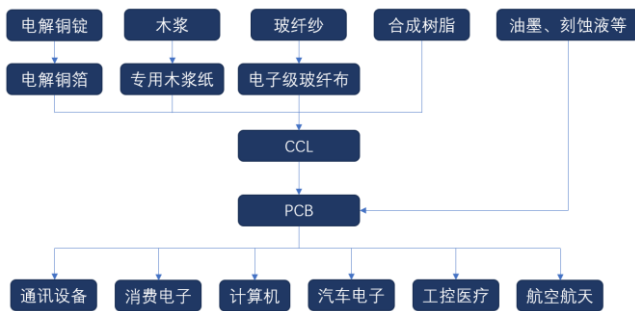 电解铜锭
木浆
玻纤纱
合成树脂
油墨、刻蚀液等
电解铜箔
专用木浆纸
电子级玻纤布
CCL
PCB
通讯设备
消费电子
计算机
汽车电子
工控医疗
航空航天